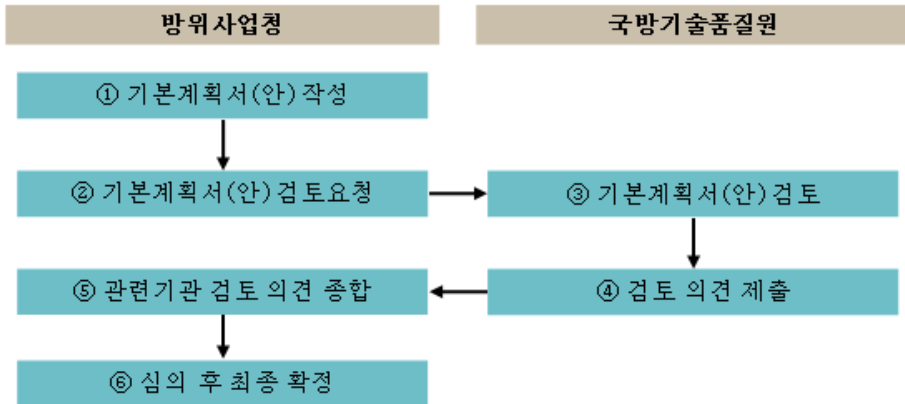 방위사업청
국방기술품질원
① 기본계획서(안) 작성
② 기본계획서(안) 검토요청
③ 기본계획서(안) 검토
⑤ 관련기관 검토 의견 종합
④ 검토 의견 제출
⑥ 심의 후 최종 확정